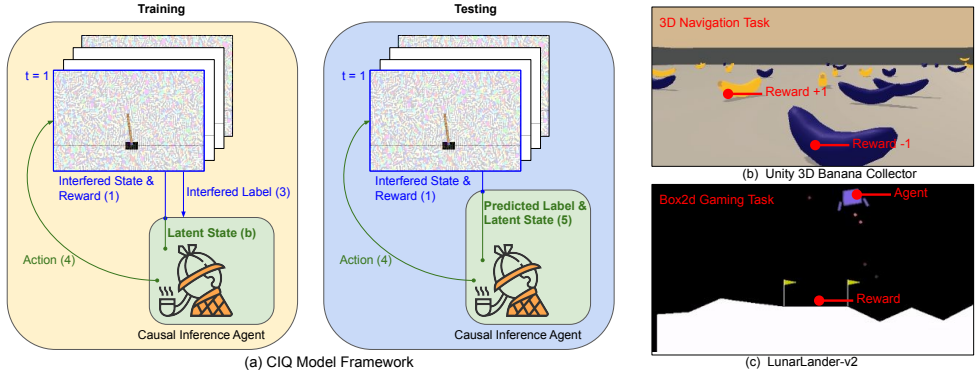 Training
t = 1
Interfered State &
Reward (1)
Interfered Label (3)
Latent State (b)
Action (4)
Causal Inference Agent
Testing
t = 1
Interfered State &
Reward (1)
Predicted Label &
Latent State (5)
Action (4)
Causal Inference Agent
(a) CIQ Model Framework
3D Navigation Task
Reward +1
Reward -1
(b) Unity 3D Banana Collector
Box2d Gaming Task
Agent
Reward
(c) LunarLander-v2